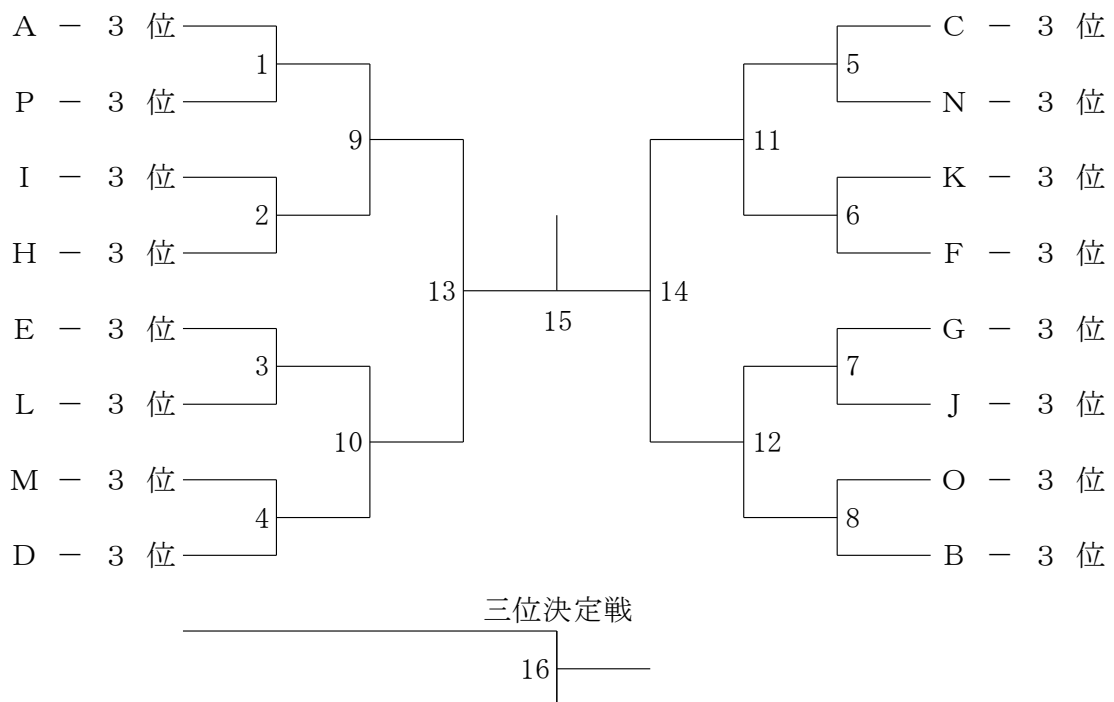 A － 3 位
C － 3 位
1
5
P － 3 位
N － 3 位
9
11
I － 3 位
K － 3 位
2
6
H － 3 位
F － 3 位
13
14
15
E － 3 位
G － 3 位
3
7
L － 3 位
J － 3 位
10
12
M － 3 位
O － 3 位
4
8
D － 3 位
B － 3 位
三位決定戦
16